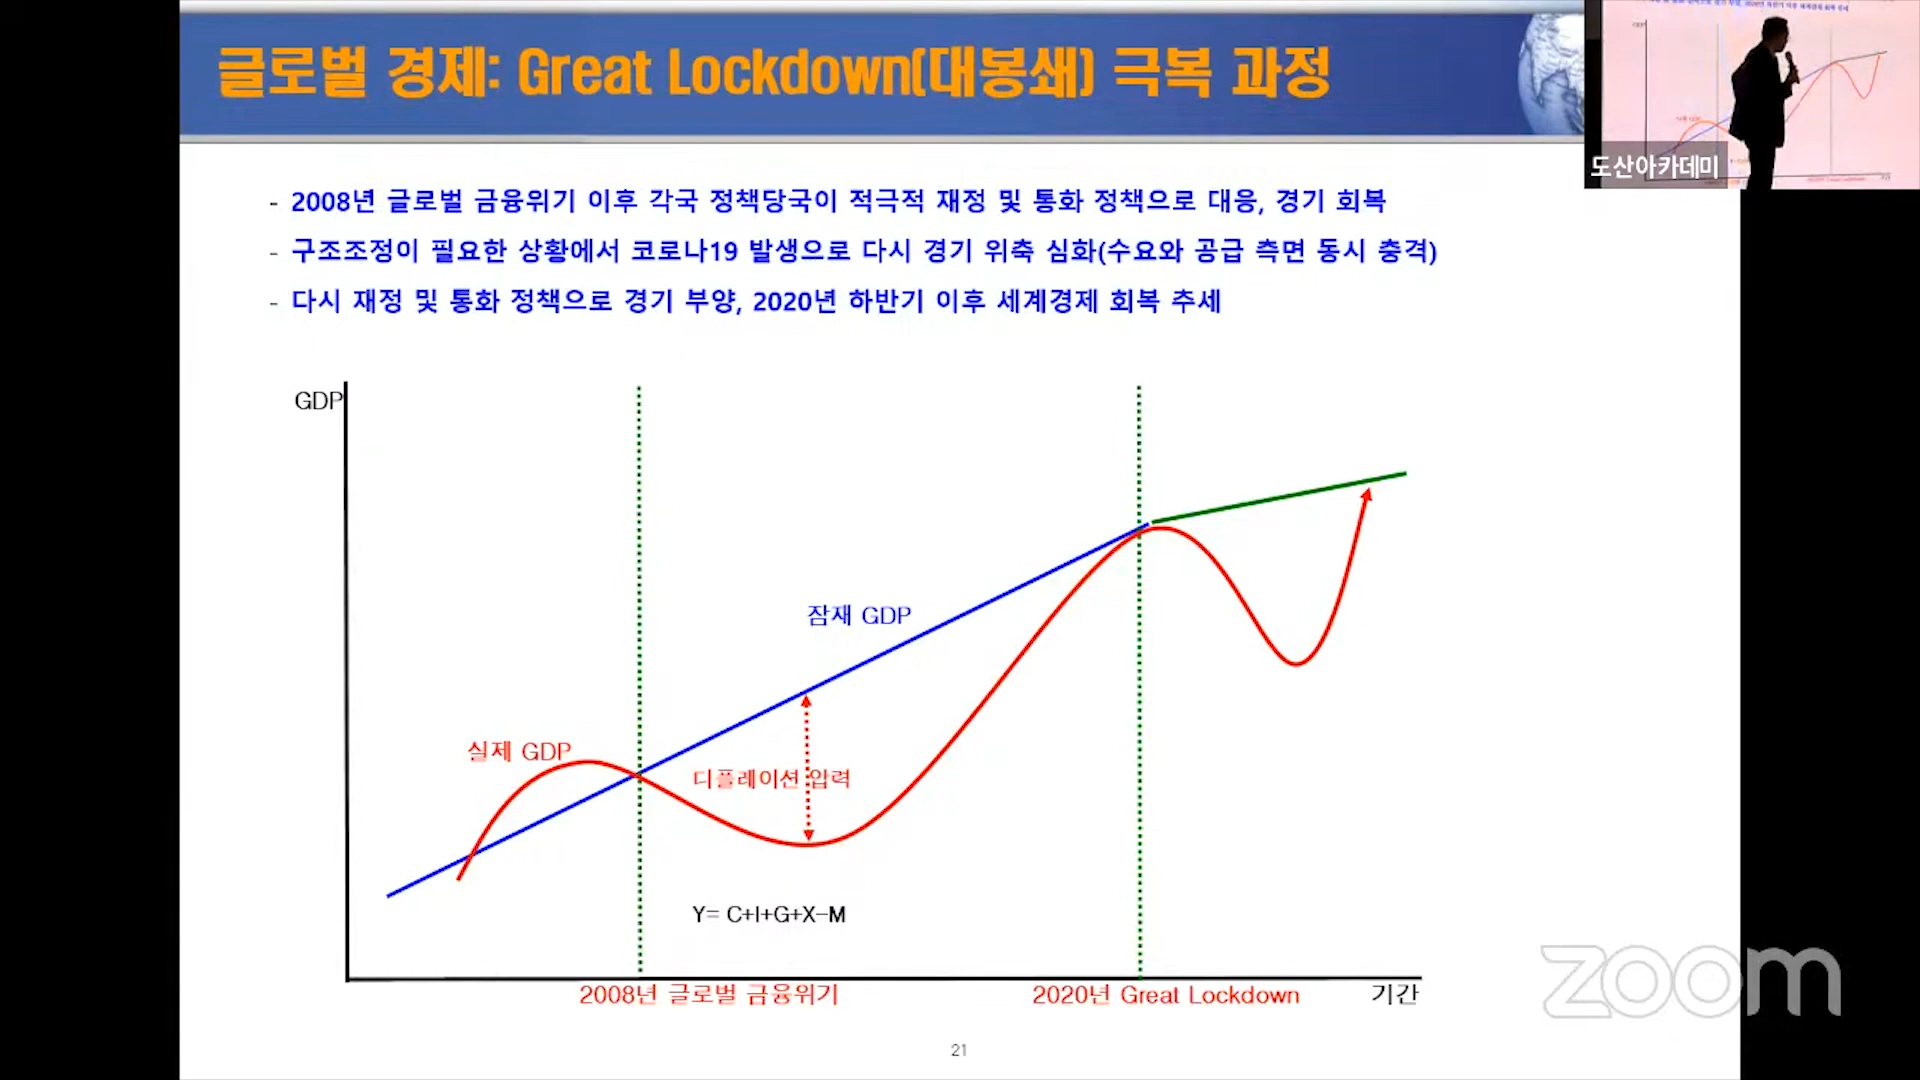 글로벌 경제: Great Lockdown(대봉쇄) 극복 과정
도산아카데미
- 2008년 글로벌 금융위기 이후 각국 정책당국이 적극적 재정 및 통화 정책으로 대응, 경기 회복
- 구조조정이 필요한 상황에서 코로나19 발생으로 다시 경기 위축 심화(수요와 공급 측면 동시 충격)
- 다시 재정 및 통화 정책으로 경기 부양, 2020년 하반기 이후 세계경제 회복 추세
GDP
잠재 GDP
실제 GDP
디플레이션 압력
Y= C+I+G+X-M
2008년 글로벌 금융위기
2020년 Great Lockdown
기간
zoom
21